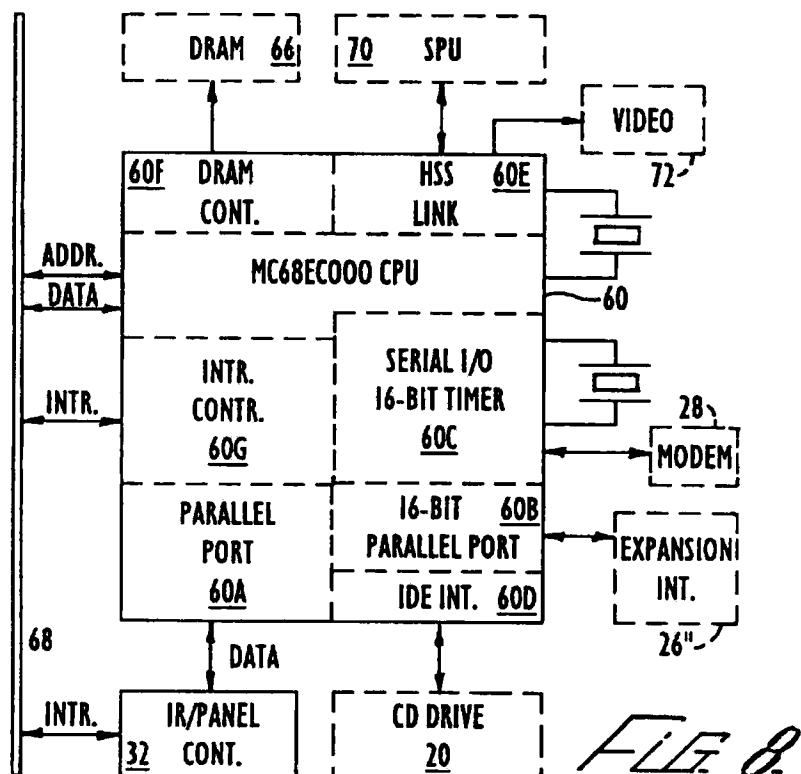 DRAM 66
70 SPU
VIDEO
72
60F DRAM CONT.
HSS LINK 60E
ADDR.
DATA
MC68EC000 CPU
60
INTR.
INTR. CONTR. 60G
SERIAL I/O
16-BIT TIMER
60C
28
MODEM
PARALLEL PORT 60A
16-BIT 60B
PARALLEL PORT
EXPANSION INT.
26"
IDE INT. 60D
68
DATA
INTR.
IR/PANEL
32 CONT.
CD DRIVE
20
FIG. 8.